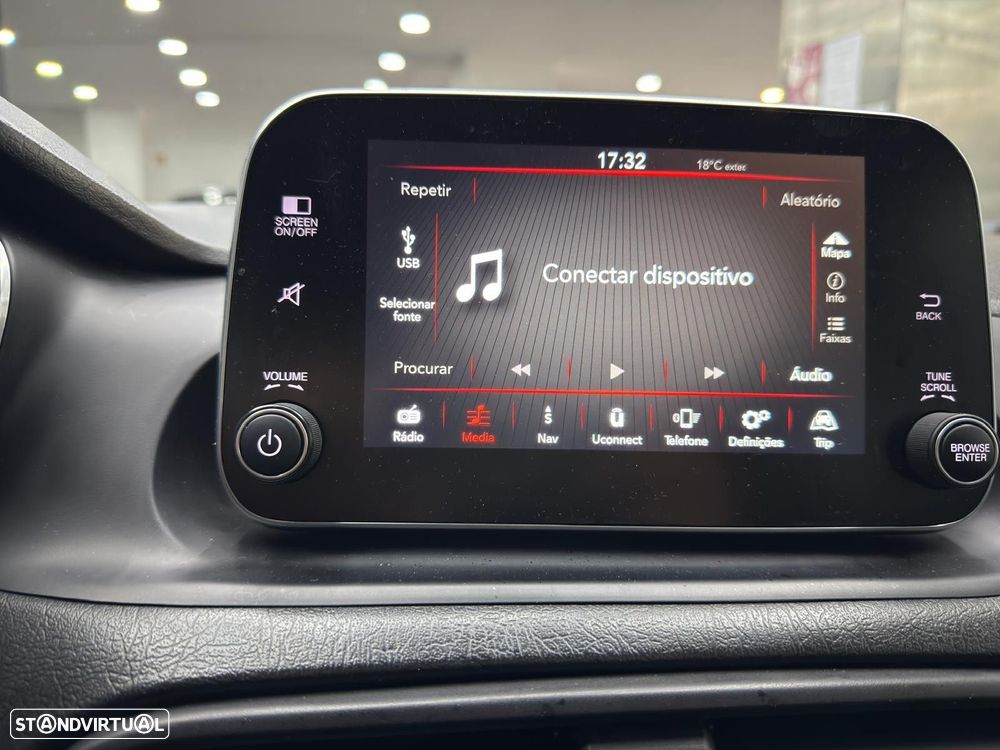 17:32
18°C exter.
Repetir
Aleatório
SCREEN
ON/OFF
USB
Mapa
Conectar dispositivo
Selecionar
fonte
Info
BACK
Faixas
VOLUME
Procurar
Áudio
TUNE
SCROLL
Rádio
Media
S
Nav
Uconnect
Telefone
Definições
Trip
BROWSE
ENTER
STANDVIRTUAL